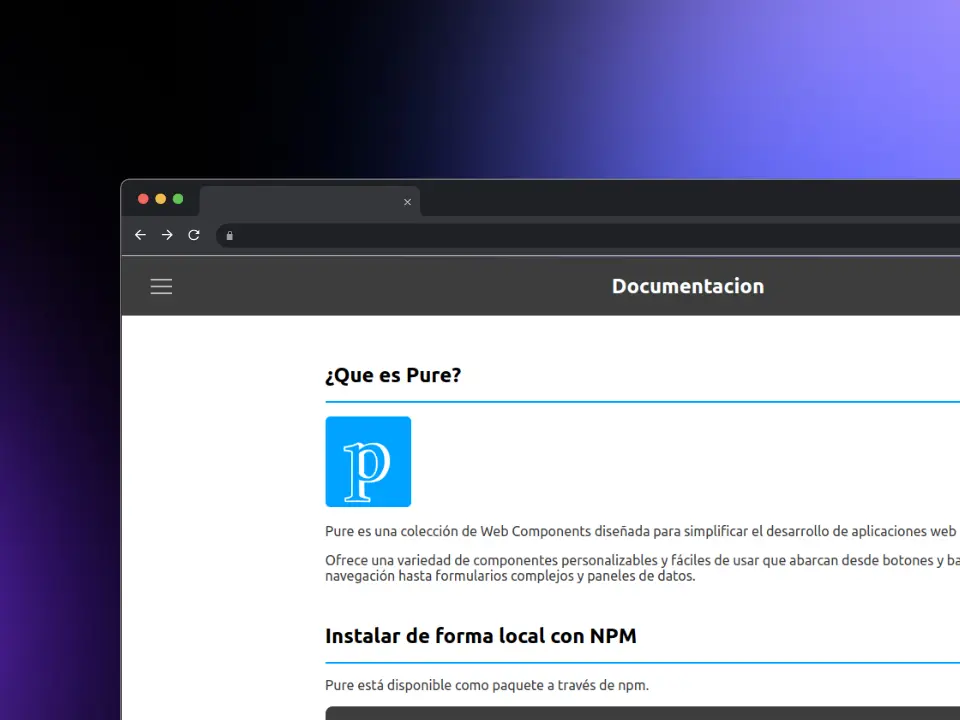 Documentacion
¿Que es Pure?
p
Pure es una colección de Web Components diseñada para simplificar el desarrollo de aplicaciones web
Ofrece una variedad de componentes personalizables y fáciles de usar que abarcan desde botones y ba
navegación hasta formularios complejos y paneles de datos.
Instalar de forma local con NPM
Pure está disponible como paquete a través de npm.